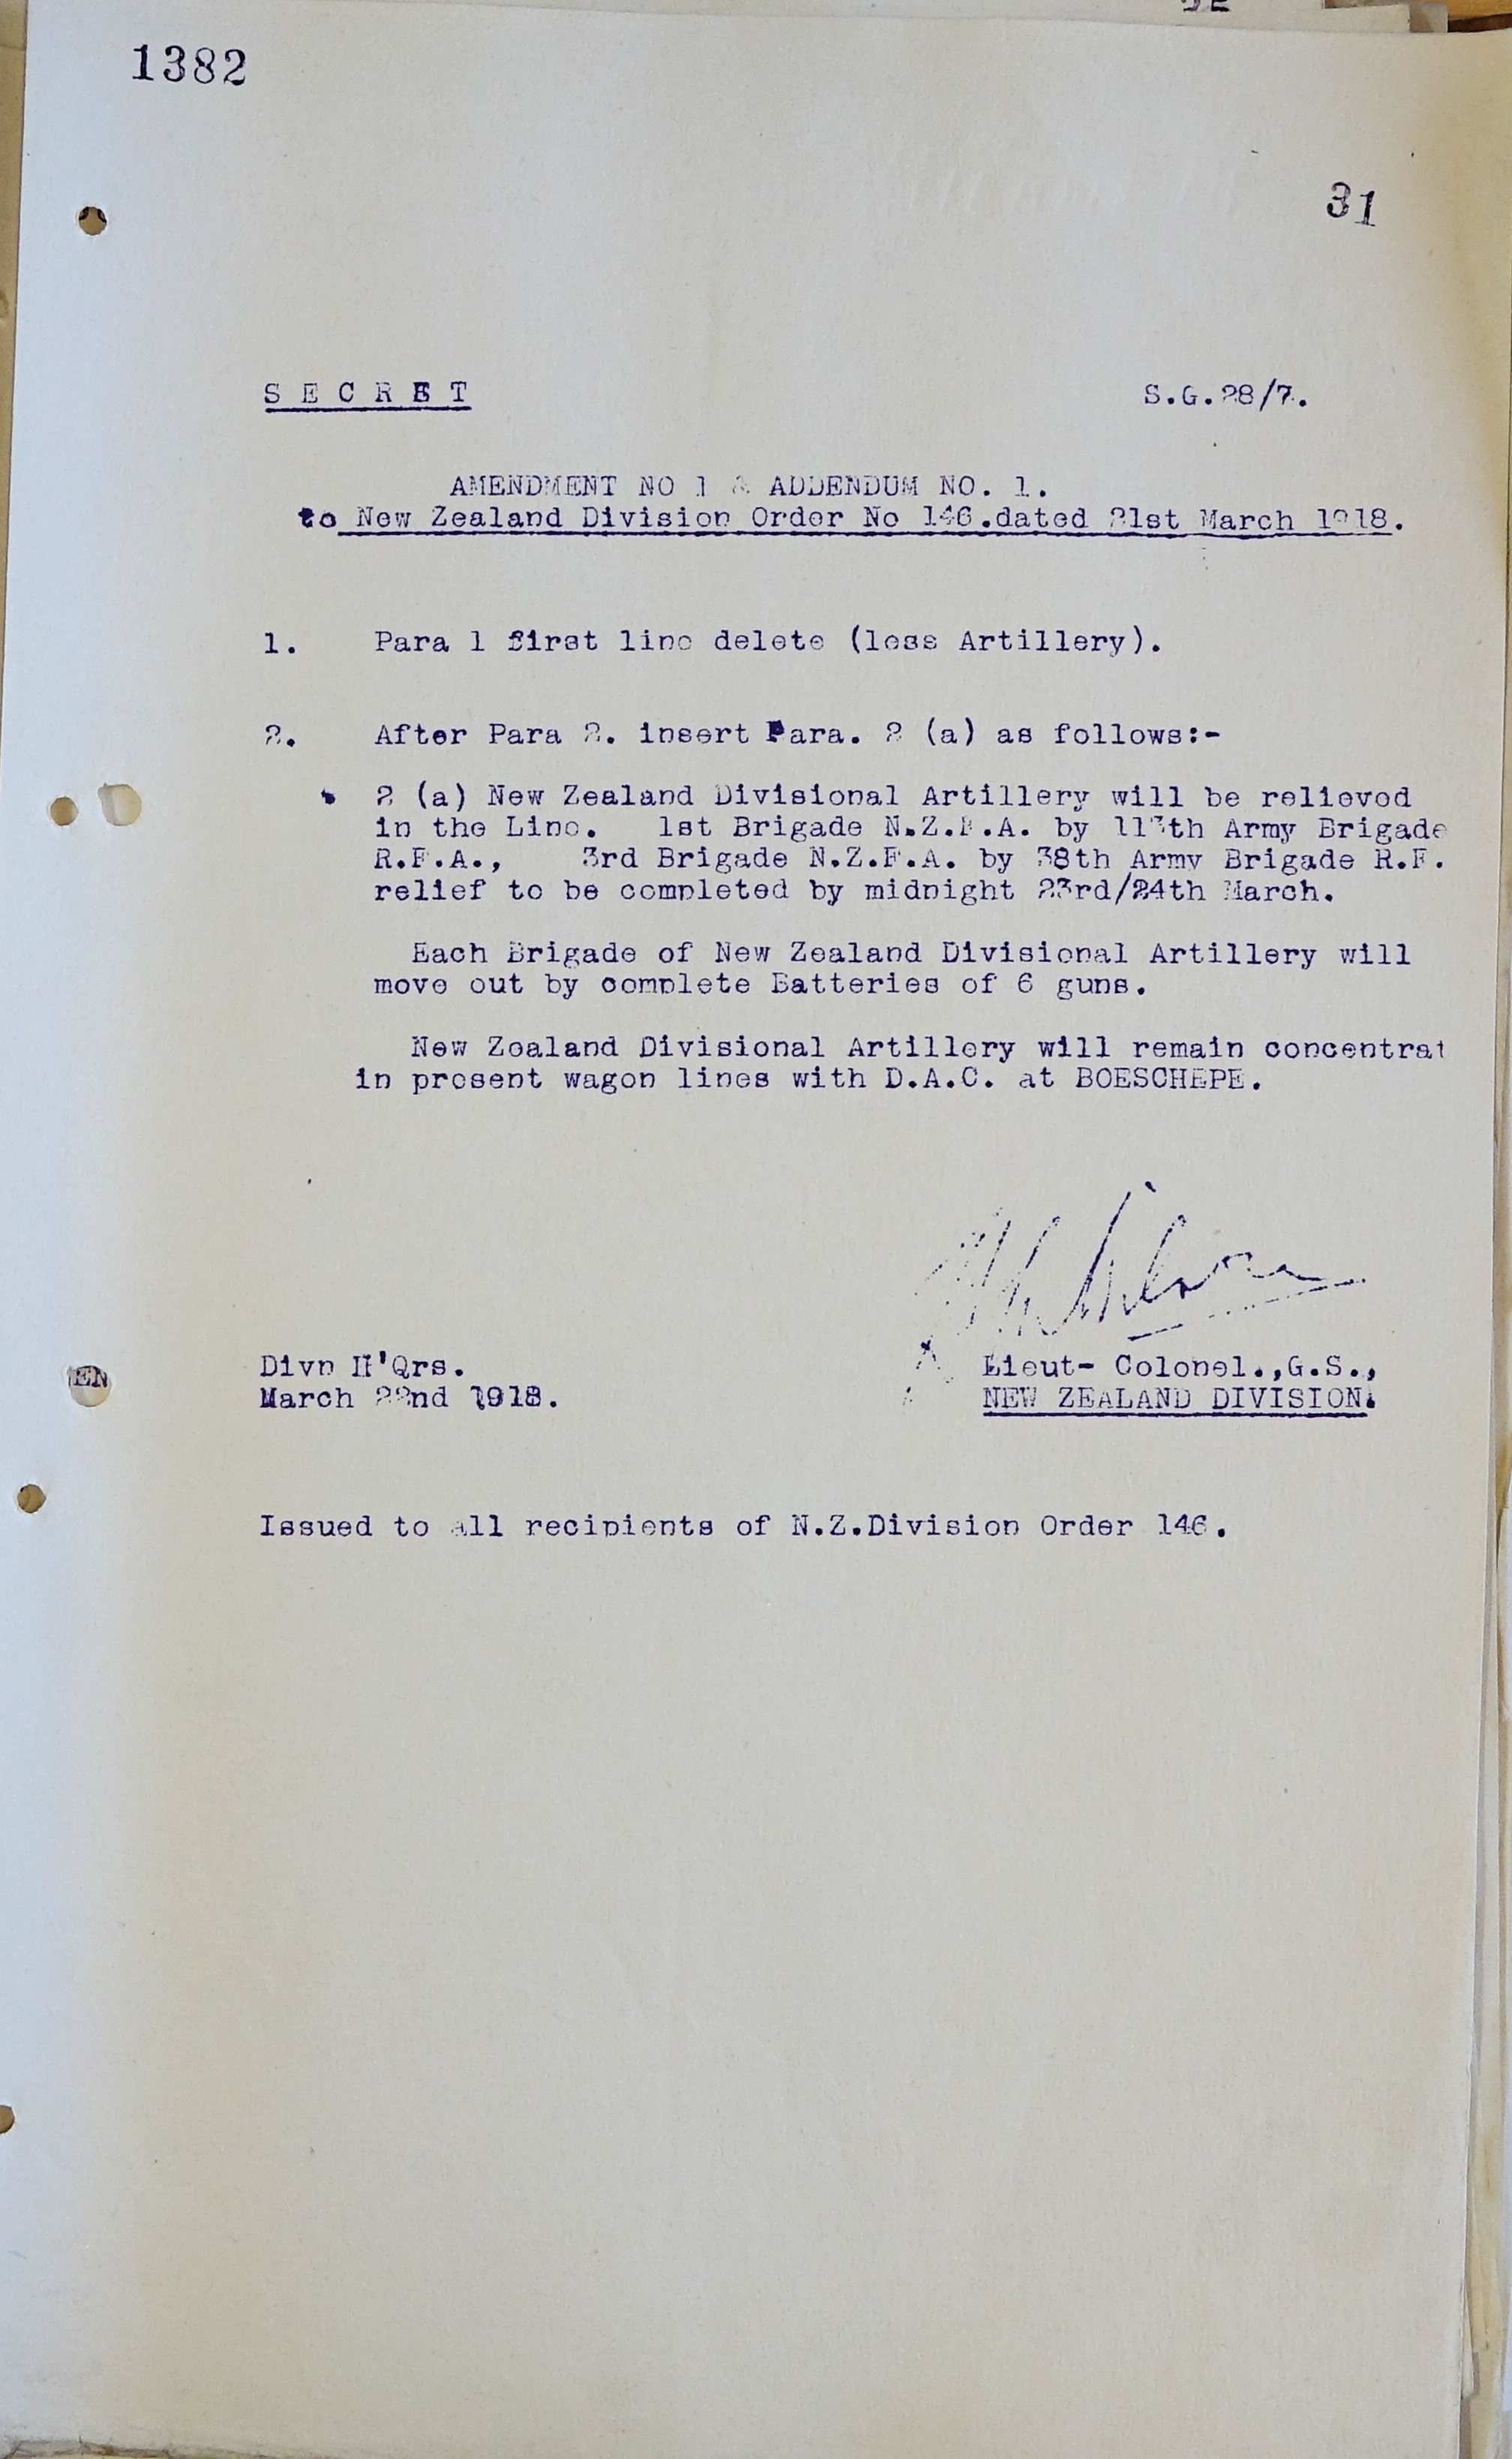 1382
31
S E C R E T
S.G.28/7.
AMENDMENT NO 1 & ADDENDUM NO. 1.
to New Zealand Division Order No 146.dated 21st March 1918.
1. Para 1 first line delete (less Artillery).
2. After Para 2. insert Para. 2 (a) as follows:-
2 (a) New Zealand Divisional Artillery will be relieved
in the Line. 1st Brigade N.Z.F.A. by 113th Army Brigade
R.F.A., 3rd Brigade N.Z.F.A. by 38th Army Brigade R.F.
relief to be completed by midnight 23rd/24th March.
Each Brigade of New Zealand Divisional Artillery will
move out by complete Batteries of 6 guns.
New Zealand Divisional Artillery will remain concentrat
in present wagon lines with D.A.C. at BOESCHEPE.
Divn H'Qrs.
March 22nd 1918.
Lieut- Colonel.,G.S.,
NEW ZEALAND DIVISION.
EN
Issued to all recipients of N.Z.Division Order 146.